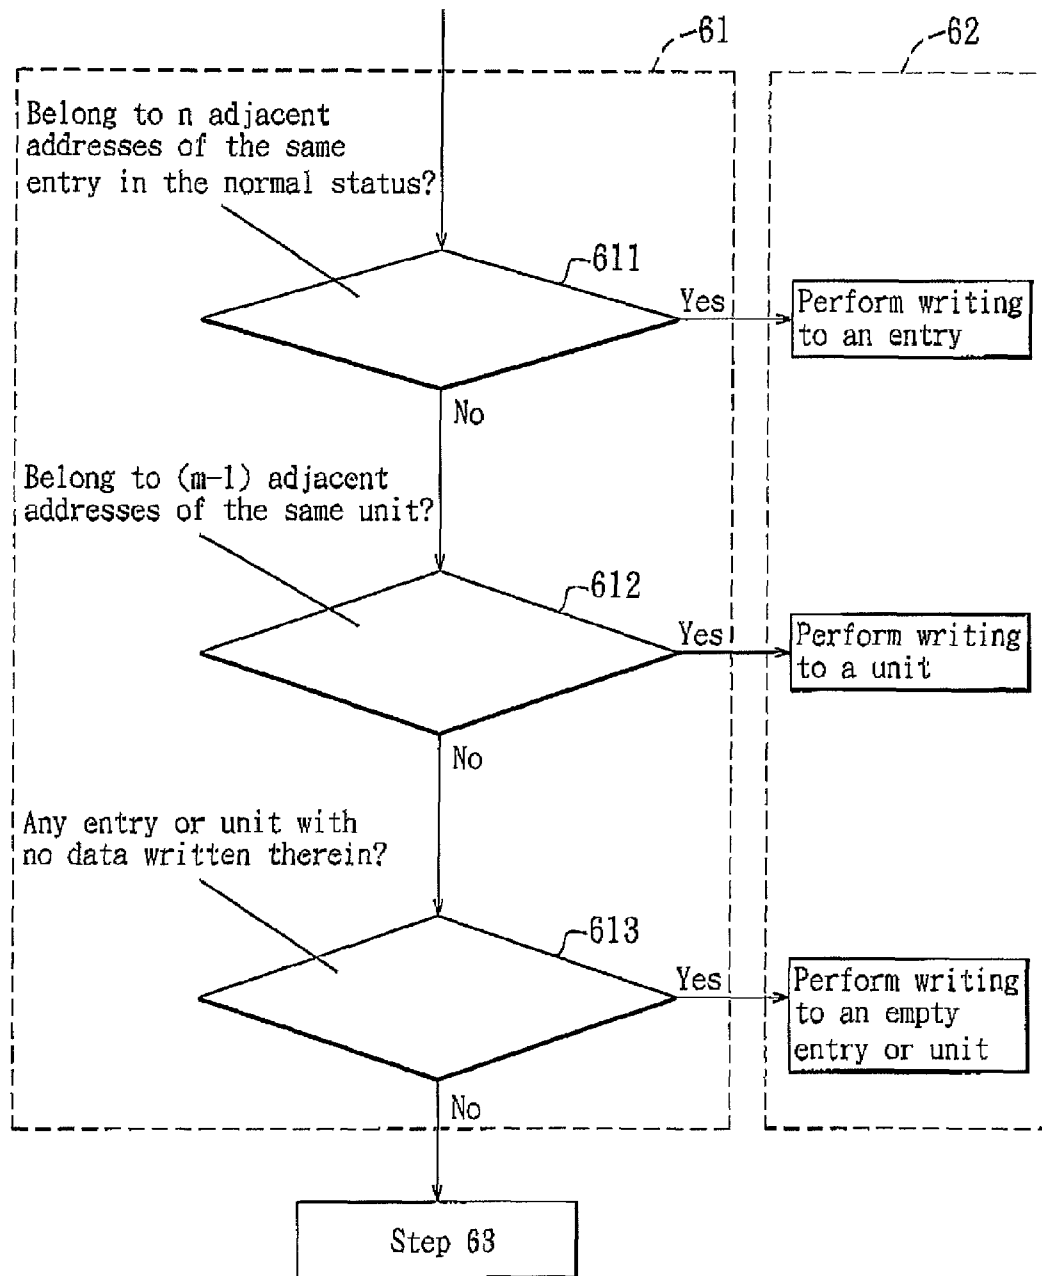 61
62
Belong to n adjacent
addresses of the same
entry in the normal status?
611
Yes
Perform writing
to an entry
No
Belong to (m-1) adjacent
addresses of the same unit?
612
Yes
Perform writing
to a unit
No
Any entry or unit with
no data written therein?
613
Yes
Perform writing
to an empty
entry or unit
No
Step 63